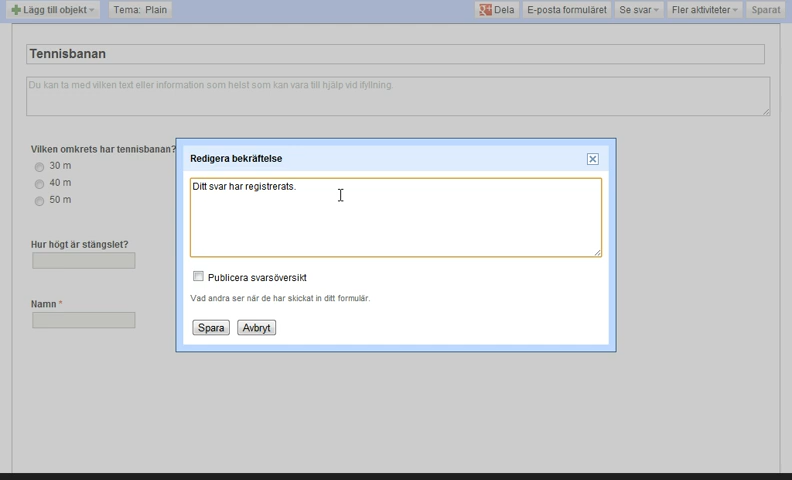 Lägg till objekt
Tema: Plain
Dela
E-posta formuläret
Se svar
Fler aktiviteter
Sparat
Tennisbanan
Du kan ta med vilken text eller information som helst som kan vara till hjälp vid ifyllning.
Vilken omkrets har tennisbanan?
30 m
40 m
50 m
Hur högt är stängslet?
Namn *
Redigera bekräftelse
Ditt svar har registrerats.
Publicera svarsöversikt
Vad andra ser när de har skickat in ditt formulär.
Spara
Avbryt